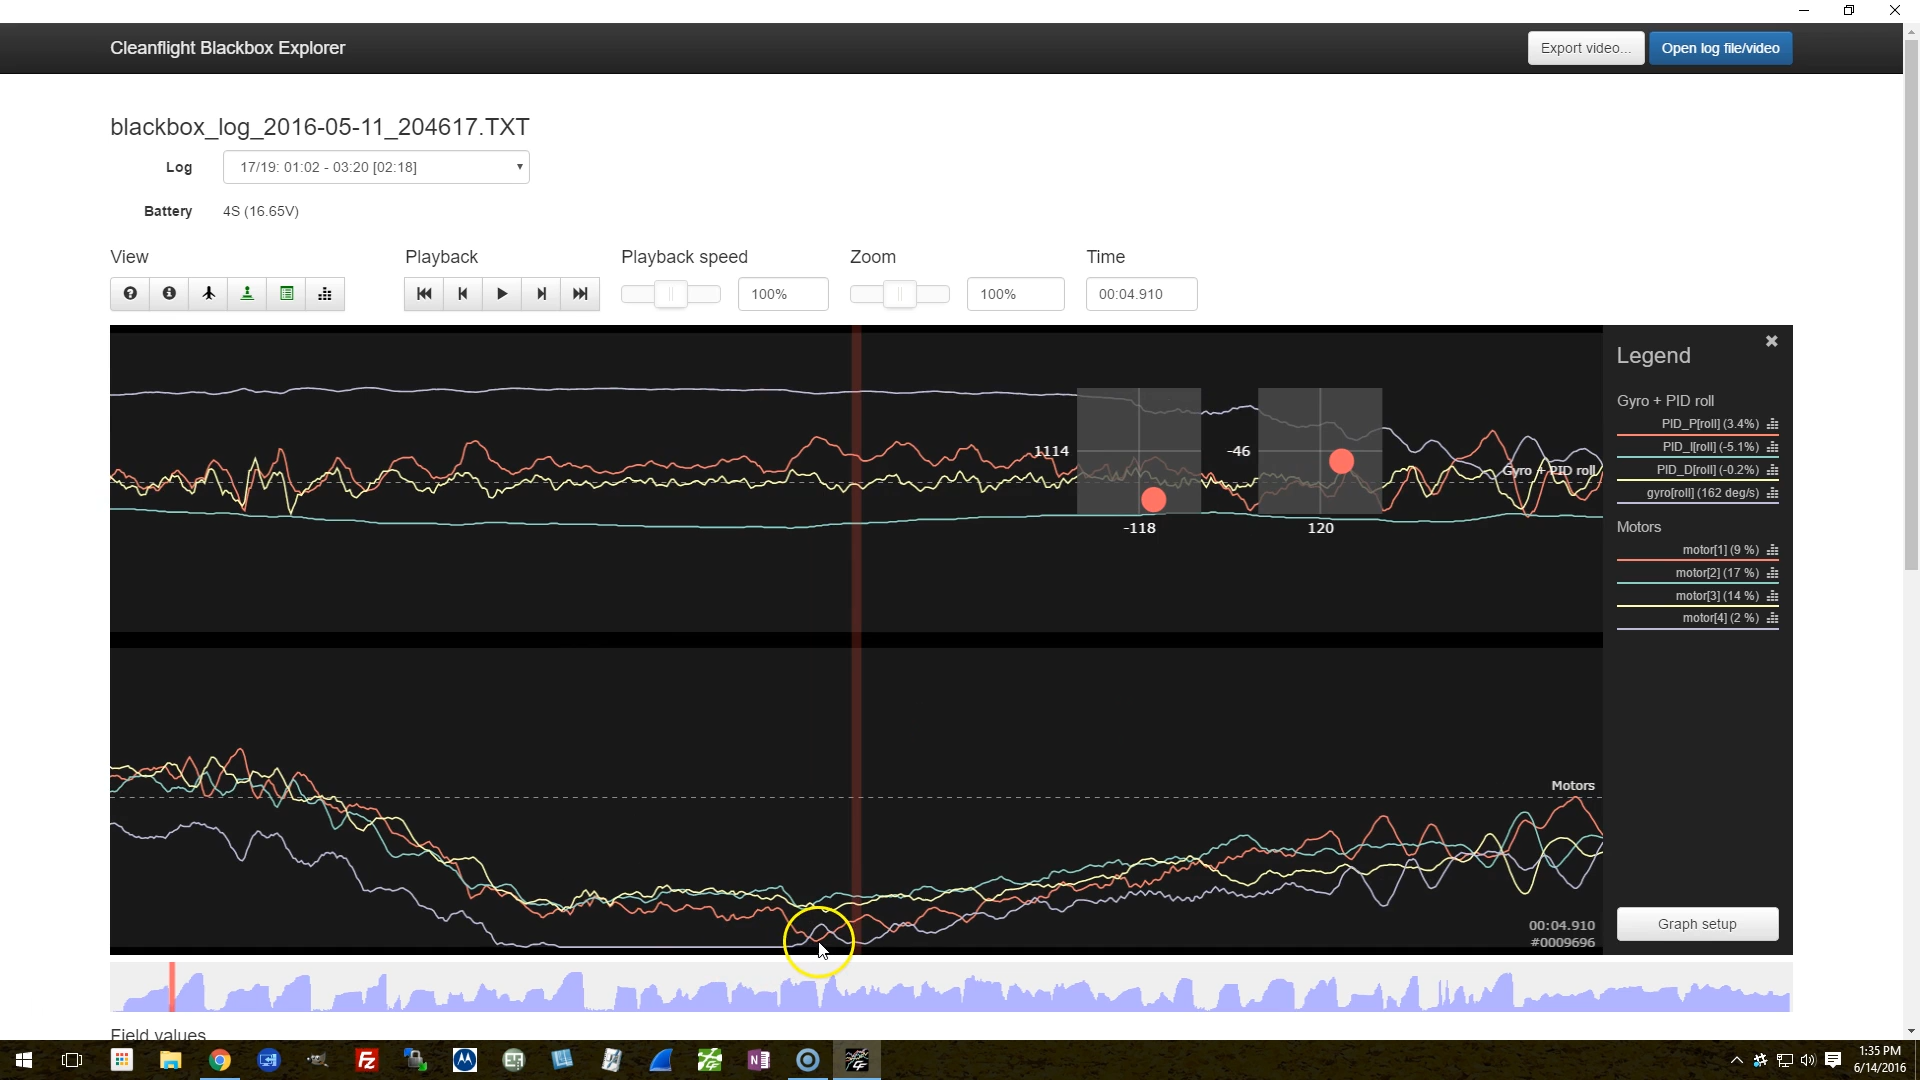 Cleanflight Blackbox Explorer
Export video...
Open log file/video
blackbox_log_2016-05-11_204617.TXT
Log
17/19: 01:02 - 03:20 [02:18]
Battery
4S (16.65V)
View
Playback
Playback speed
Zoom
Time
100%
100%
00:04.910
Legend
Gyro + PID roll
PID_P[roll] (3.4%)
PID_I[roll] (-5.1%)
PID_D[roll] (-0.2%)
gyro[roll] (162 deg/s)
Motors
motor[1] (9 %)
motor[2] (17 %)
motor[3] (14 %)
motor[4] (2 %)
1114
-46
-118
120
Gyro + PID roll
Motors
00:04.910
#0009696
Graph setup
Field values
1:35 PM
6/14/2016